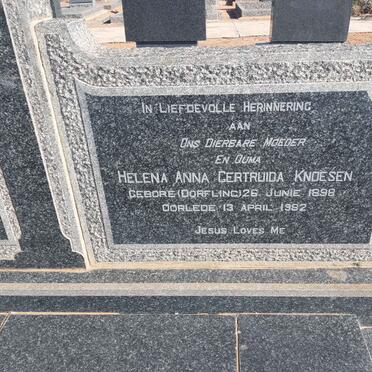 In Liefdevolle Herinnering
aan
Ons Dierbare Moeder
en Ouma
Helena Anna Gertruida Knoesen
Gebore (Dorfling) 26 Junie 1898
Oorlede 13 April 1982
Jesus Loves Me